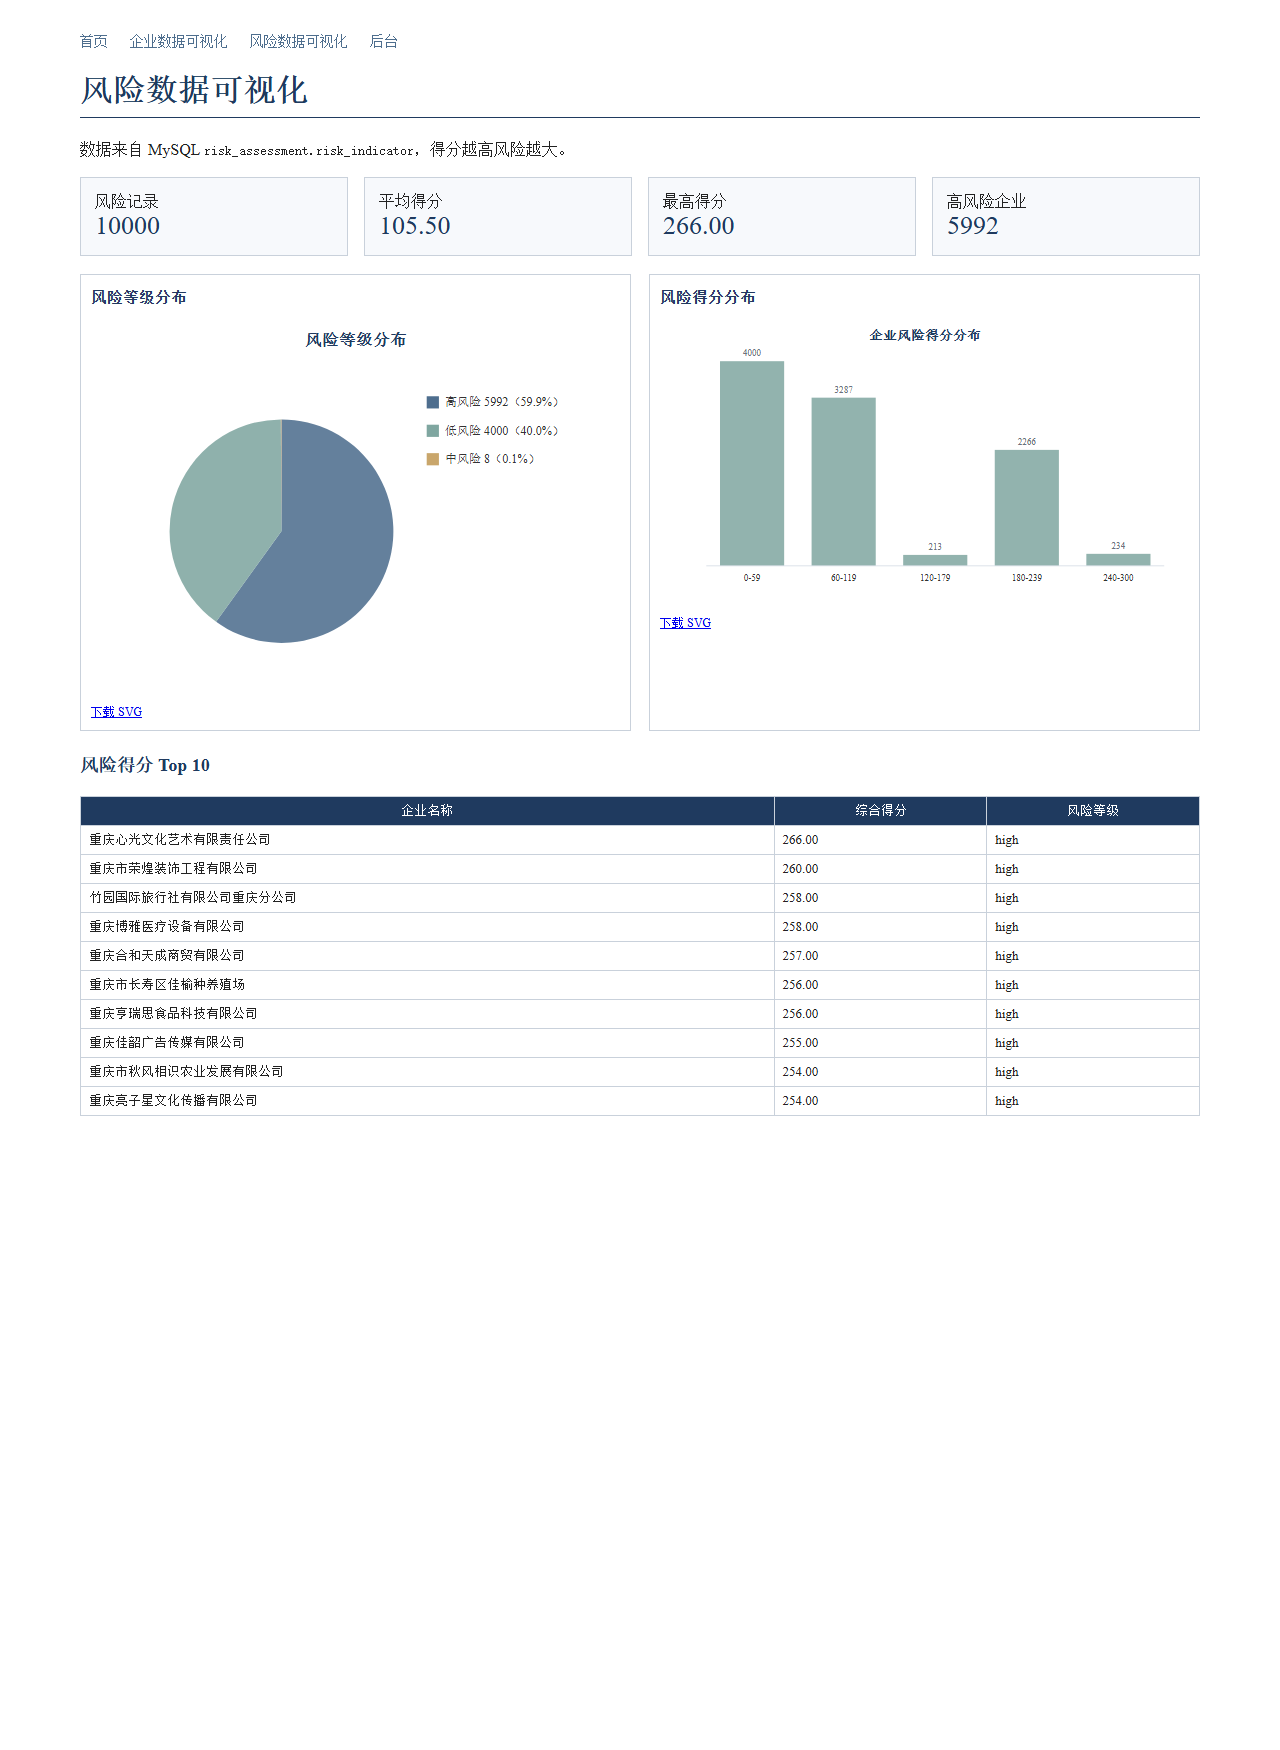 首页 企业数据可视化 风险数据可视化 后台
风险数据可视化
数据来自 MySQL risk_assessment.risk_indicator，得分越高风险越大。
风险记录
10000
平均得分
105.50
最高得分
266.00
高风险企业
5992
风险等级分布
风险等级分布
高风险 5992（59.9%）
低风险 4000（40.0%）
中风险 8（0.1%）
下载 SVG
风险得分分布
企业风险得分分布
4000
3287
213
2266
234
0-59 60-119 120-179 180-239 240-300
下载 SVG
风险得分 Top 10
企业名称 综合得分 风险等级
重庆心光文化艺术有限责任公司 266.00 high
重庆市荣煌装饰工程有限公司 260.00 high
竹园国际旅行社有限公司重庆分公司 258.00 high
重庆博雅医疗设备有限公司 258.00 high
重庆合和天成商贸有限公司 257.00 high
重庆市长寿区佳榆种养殖场 256.00 high
重庆亨瑞思食品科技有限公司 256.00 high
重庆佳韶广告传媒有限公司 255.00 high
重庆市秋风相识农业发展有限公司 254.00 high
重庆亮子星文化传播有限公司 254.00 high